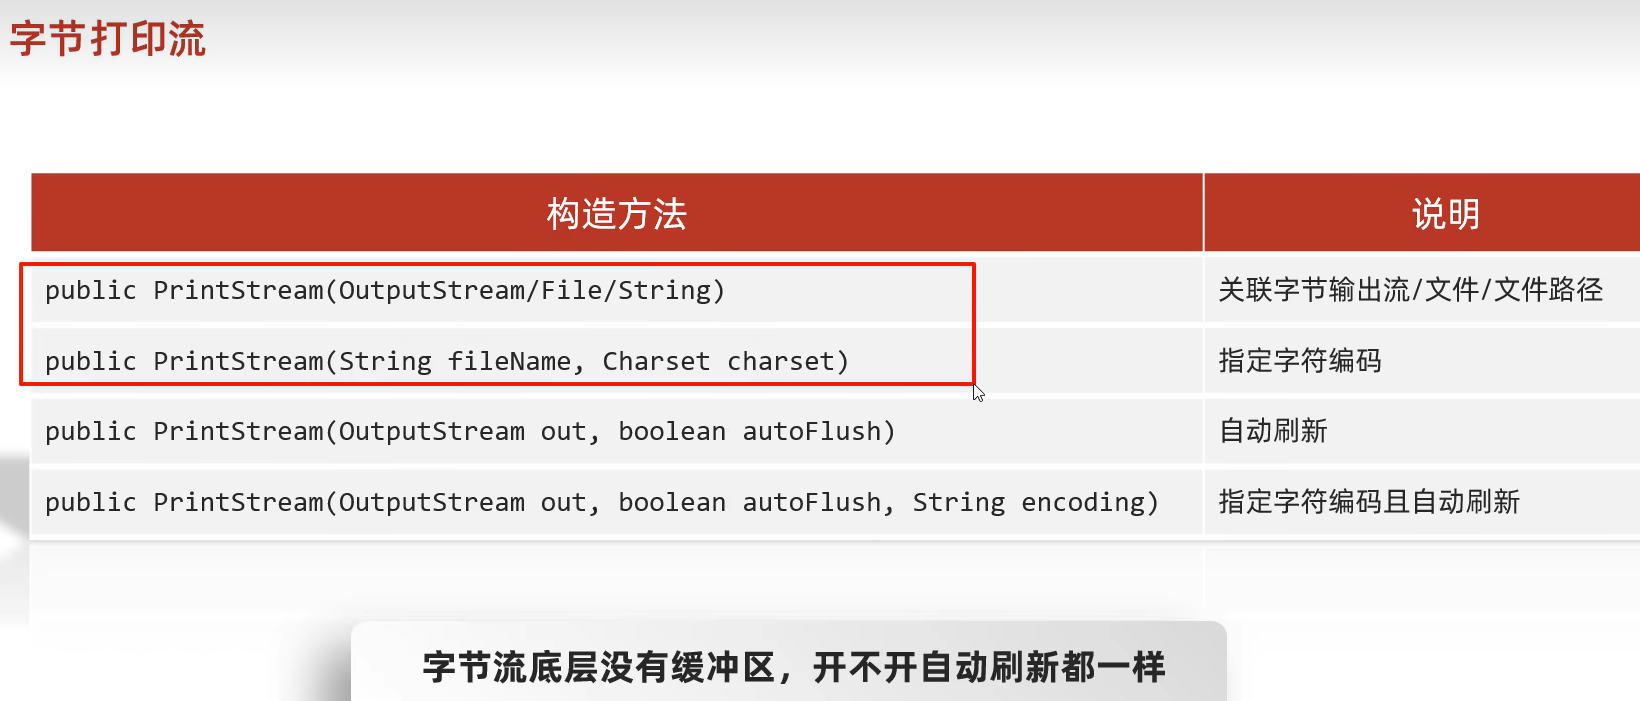 字节打印流
构造方法 说明
public PrintStream(OutputStream/File/String) 关联字节输出流/文件/文件路径
public PrintStream(String fileName, Charset charset) 指定字符编码
public PrintStream(OutputStream out, boolean autoFlush) 自动刷新
public PrintStream(OutputStream out, boolean autoFlush, String encoding) 指定字符编码且自动刷新
字节流底层没有缓冲区，开不开自动刷新都一样